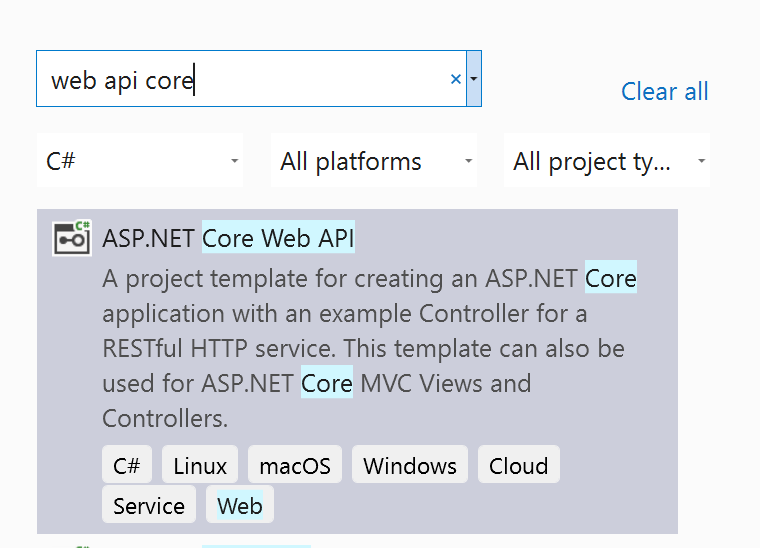 web api core
Clear all
C#
All platforms
All project ty...
C#
ASP.NET Core Web API
A project template for creating an ASP.NET Core
application with an example Controller for a
RESTful HTTP service. This template can also be
used for ASP.NET Core MVC Views and
Controllers.
C# Linux macOS Windows Cloud
Service Web